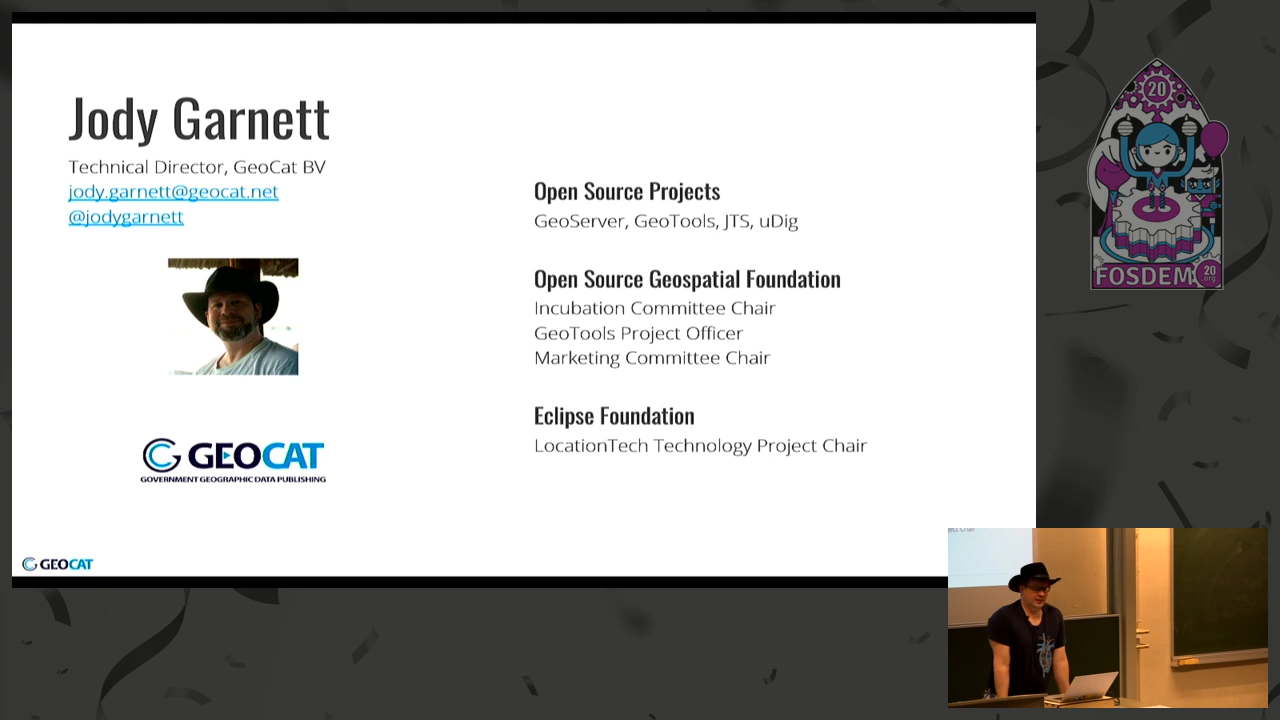 Jody Garnett
Technical Director, GeoCat BV
jody.garnett@geocat.net
@jodygarnett
GEOCAT
GOVERNMENT GEOGRAPHIC DATA PUBLISHING
GEOCAT
Open Source Projects
GeoServer, GeoTools, JTS, uDig
Open Source Geospatial Foundation
Incubation Committee Chair
GeoTools Project Officer
Marketing Committee Chair
Eclipse Foundation
LocationTech Technology Project Chair
20
FOSDEM
20
.org